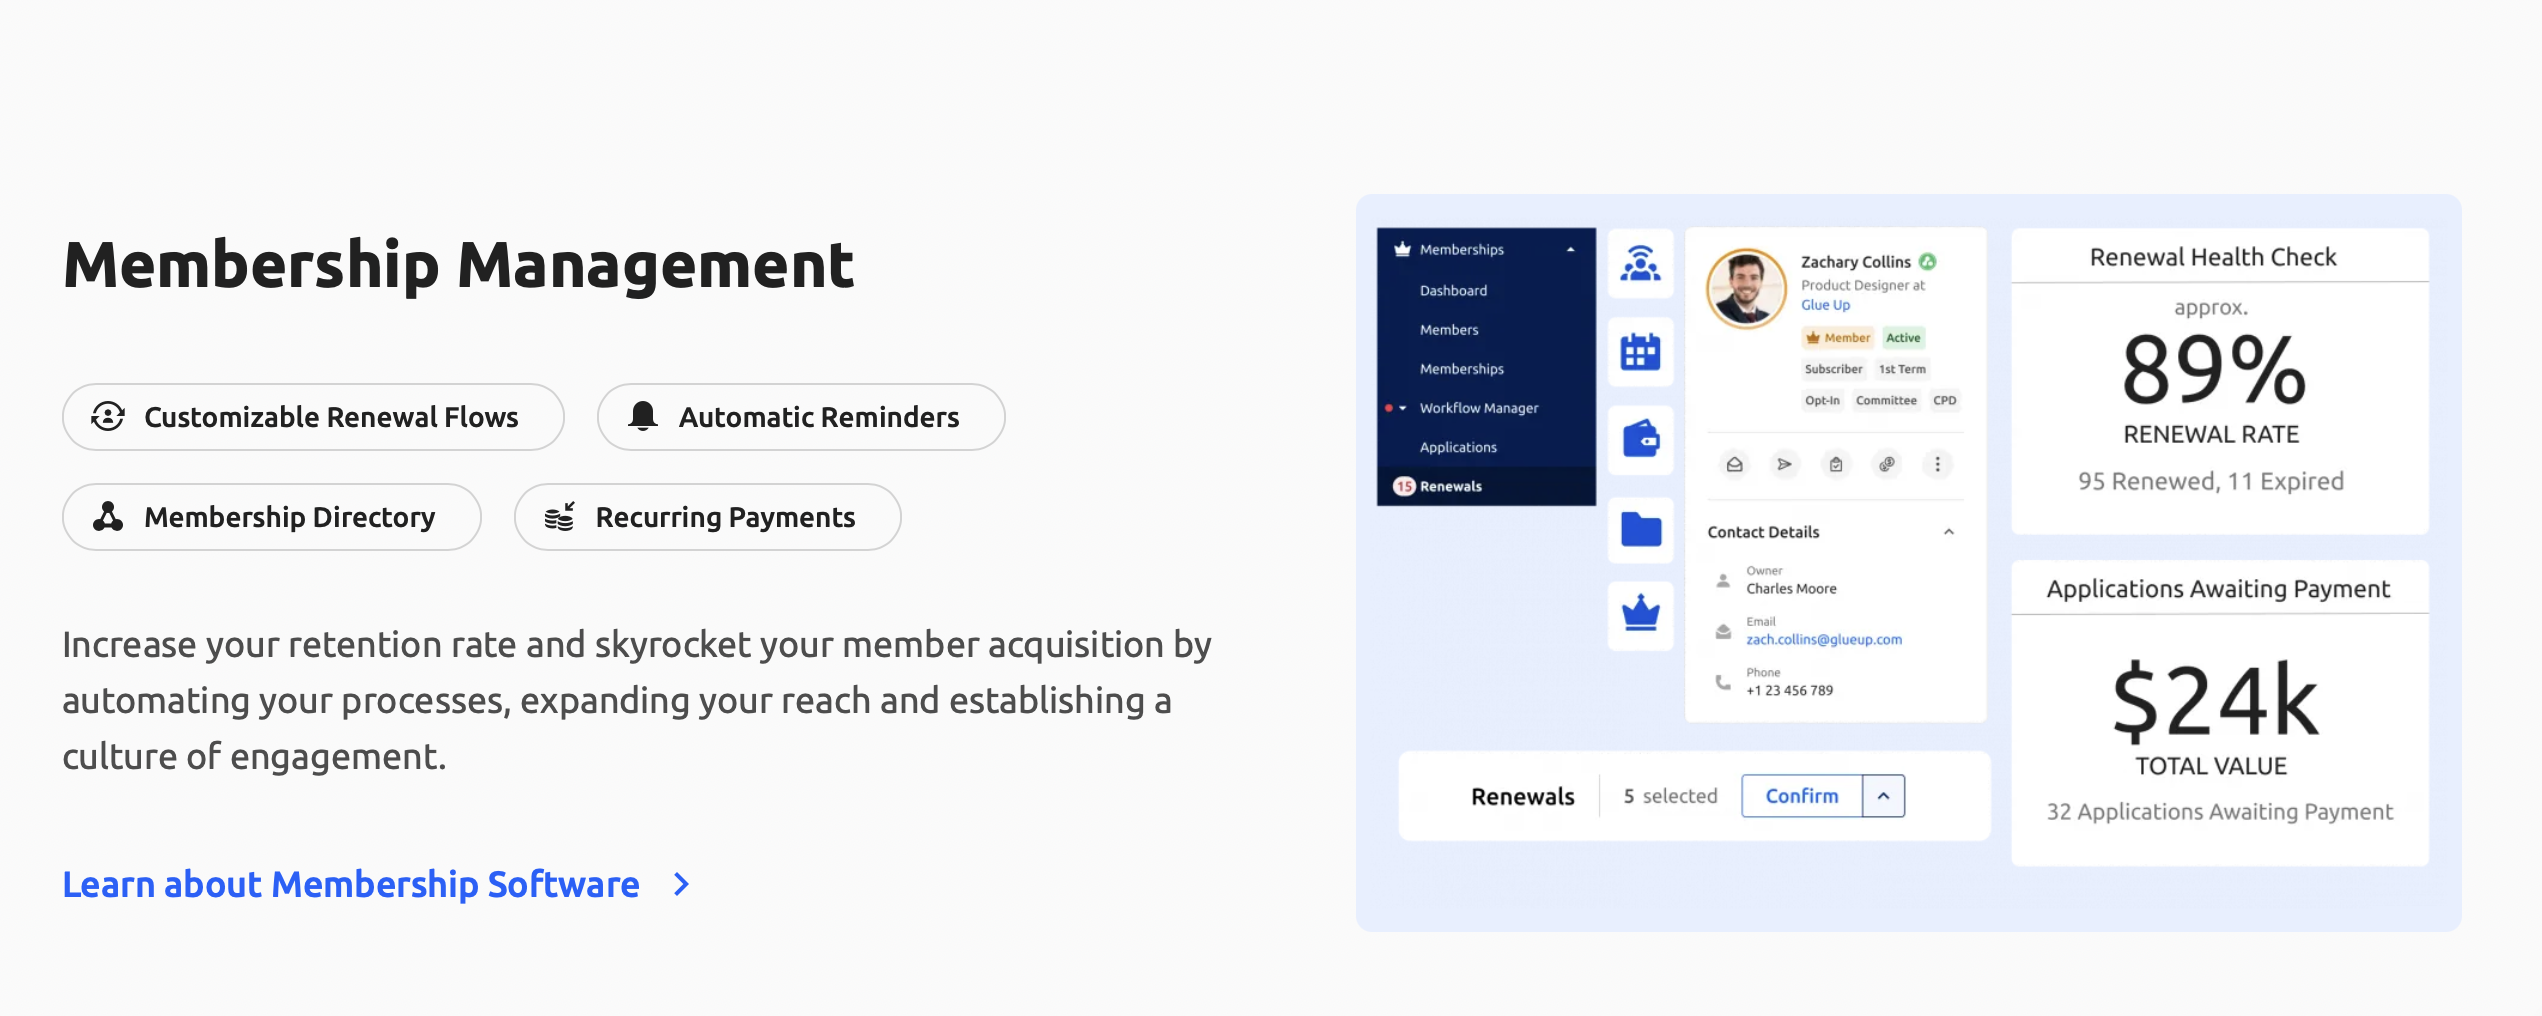 Membership Management
Customizable Renewal Flows
Automatic Reminders
Membership Directory
Recurring Payments
Increase your retention rate and skyrocket your member acquisition by
automating your processes, expanding your reach and establishing a
culture of engagement.
Learn about Membership Software
Memberships
Dashboard
Members
Memberships
Workflow Manager
Applications
15 Renewals
Zachary Collins
Product Designer at
Glue Up
Member Active
Subscriber 1st Term
Opt-In Committee CPD
Contact Details
Owner
Charles Moore
Email
zach.collins@glueup.com
Phone
+1 23 456 789
Renewals 5 selected Confirm
Renewal Health Check
approx.
89%
RENEWAL RATE
95 Renewed, 11 Expired
Applications Awaiting Payment
$24k
TOTAL VALUE
32 Applications Awaiting Payment